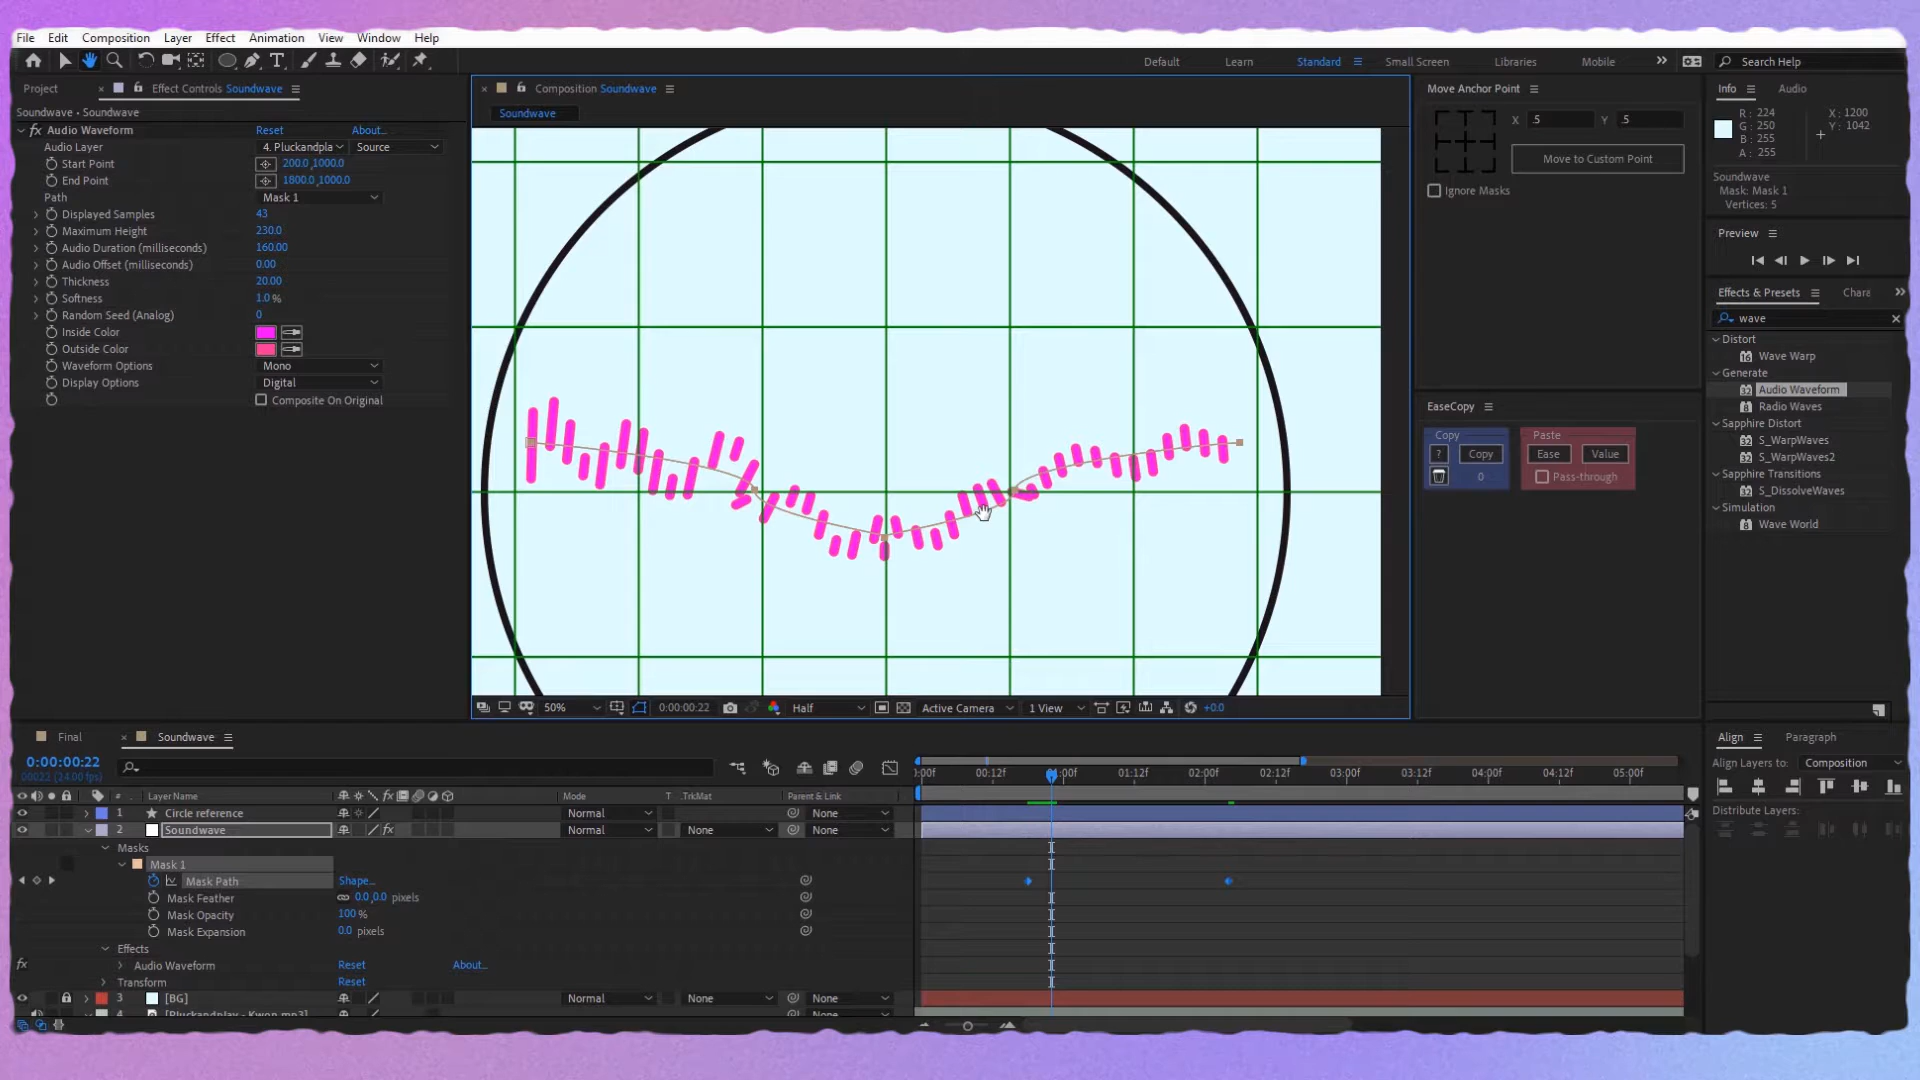 File Edit Composition Layer Effect Animation View Window Help
Default Learn Standard Small Screen Libraries Mobile Search Help
Project Effect Controls Soundwave
Soundwave • Soundwave
fx Audio Waveform Reset About...
Audio Layer 4. Pluckandpla Source
Start Point 200.0,1000.0
End Point 1800.0,1000.0
Path Mask 1
Displayed Samples 43
Maximum Height 230.0
Audio Duration (milliseconds) 160.00
Audio Offset (milliseconds) 0.00
Thickness 20.00
Softness 1.0 %
Random Seed (Analog) 0
Inside Color
Outside Color
Waveform Options Mono
Display Options Digital
Composite On Original
Composition Soundwave
Soundwave
50% 0:00:00:22 Half Active Camera 1 View +0.0
Move Anchor Point
X .5 Y .5
Move to Custom Point
Ignore Masks
EaseCopy
Copy Paste
? Copy Ease Value
0 Pass-through
Info Audio
R: 224 X: 1200
G: 250 Y: 1042
B: 255
A: 255
Soundwave
Mask: Mask 1
Vertices: 5
Preview
Effects & Presets Chara
wave
Distort
Wave Warp
Generate
Audio Waveform
Radio Waves
Sapphire Distort
S_WarpWaves
S_WarpWaves2
Sapphire Transitions
S_DissolveWaves
Simulation
Wave World
Final Soundwave
0:00:00:22
00022 (24.00 fps)
# Layer Name Mode T .TrkMat Parent & Link
1 Circle reference Normal None
2 Soundwave Normal None None
Masks
Mask 1
Mask Path Shape...
Mask Feather 0.0,0.0 pixels
Mask Opacity 100 %
Mask Expansion 0.0 pixels
Effects
fx Audio Waveform Reset About...
Transform Reset
3 [BG] Normal None None
4 [Pluckandplay - Kwon.mp3] None
):00f 00:12f 01:00f 01:12f 02:00f 02:12f 03:00f 03:12f 04:00f 04:12f 05:00f
Align Paragraph
Align Layers to: Composition
Distribute Layers: